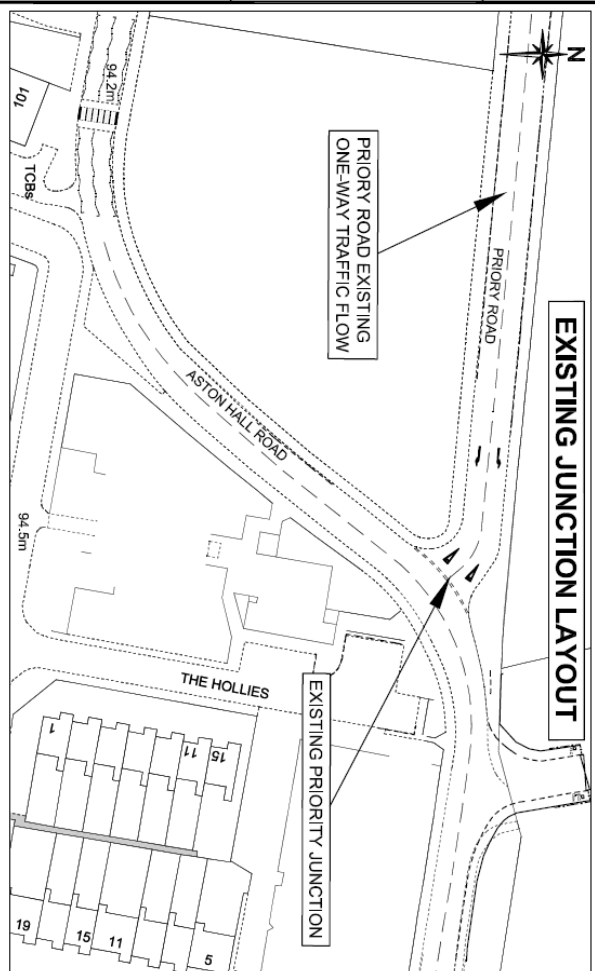 N
EXISTING JUNCTION LAYOUT
PRIORY ROAD EXISTING
ONE-WAY TRAFFIC FLOW
PRIORY ROAD
94.2m
101
TCBs
ASTON HALL ROAD
94.5m
EXISTING PRIORITY JUNCTION
THE HOLLIES
1
11
15
19
15
11
5